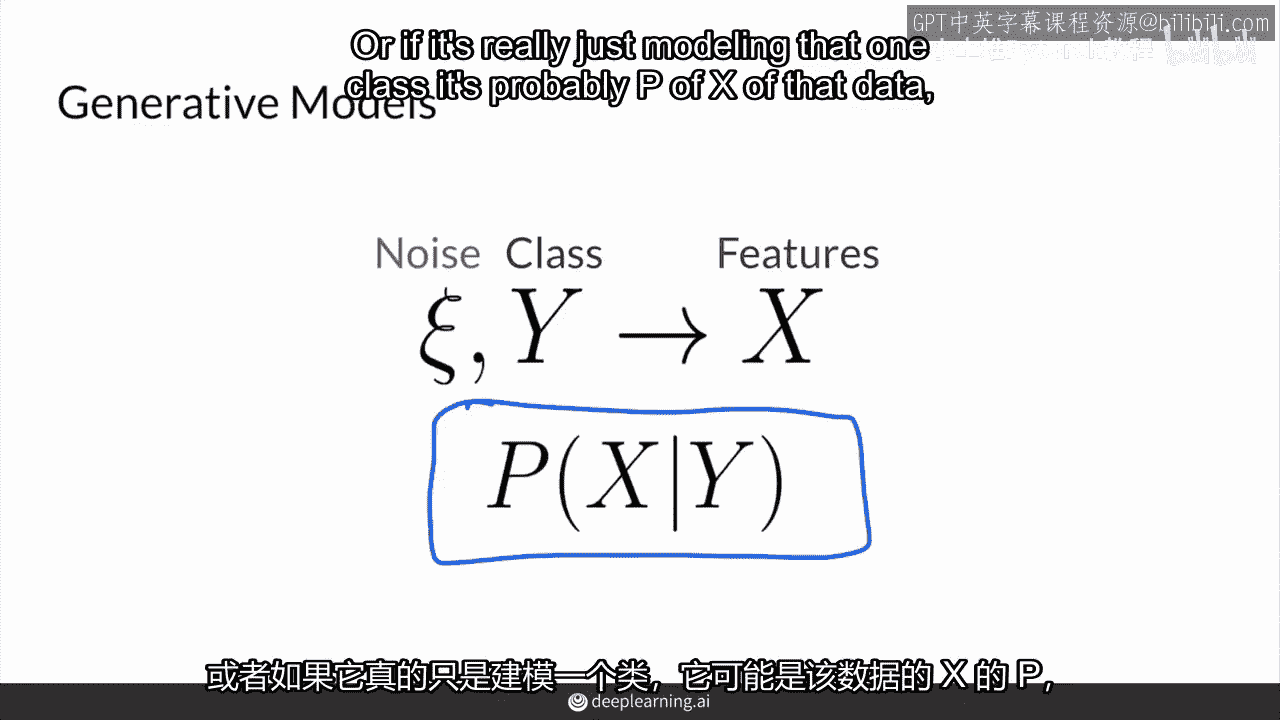 GPT中英字幕课程资源@bilibili.com
Or if it's really just modeling that one
class it's probably P of X of that data,
Generative Models
Noise Class Features
ξ, Y → X
P(X|Y)
或者如果它真的只是建模一个类，它可能是该数据的 X 的 P，
deeplearning.ai